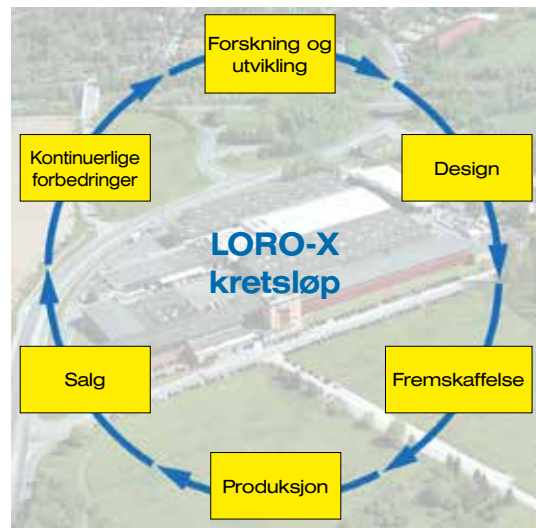 Forskning og
utvikling
Kontinuerlige
forbedringer
Design
LORO-X
kretsløp
Salg
Fremskaffelse
Produksjon